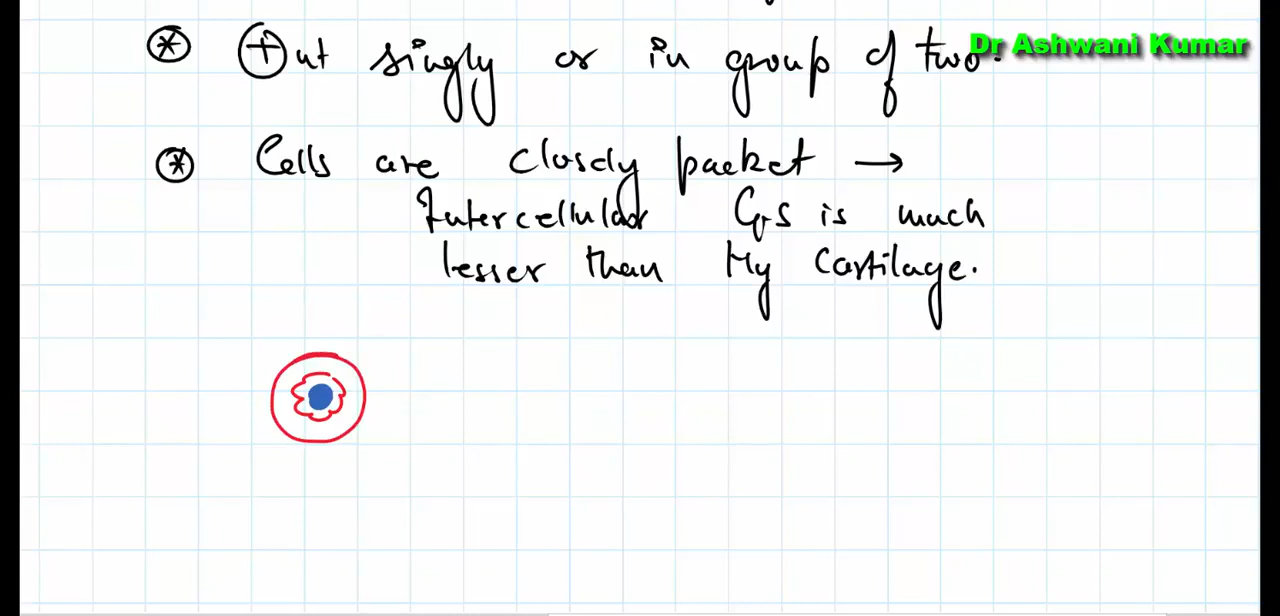 ⊛ ⊕nt singly or in group of two.
Dr Ashwani Kumar
⊛ Cells are closely packet →
Intercellular GS is much
lesser than Hy cartilage.